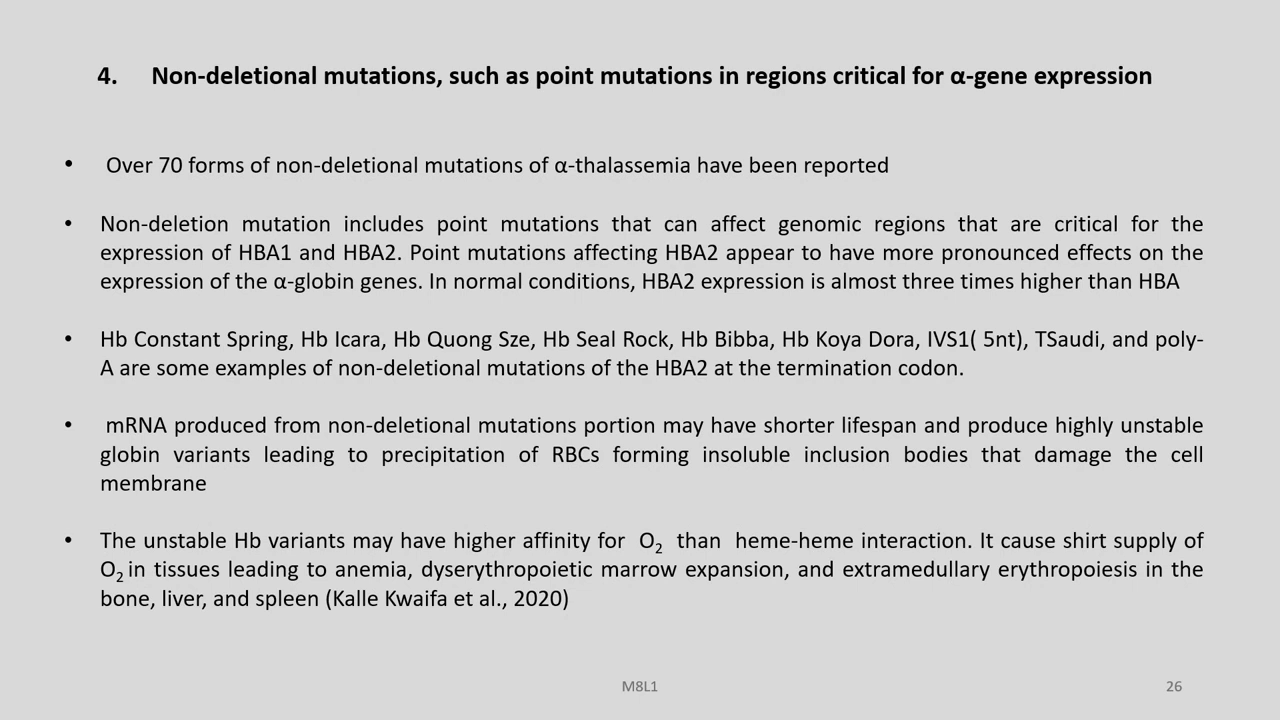 4. Non-deletional mutations, such as point mutations in regions critical for α-gene expression
• Over 70 forms of non-deletional mutations of α-thalassemia have been reported
• Non-deletion mutation includes point mutations that can affect genomic regions that are critical for the
expression of HBA1 and HBA2. Point mutations affecting HBA2 appear to have more pronounced effects on the
expression of the α-globin genes. In normal conditions, HBA2 expression is almost three times higher than HBA
• Hb Constant Spring, Hb Icara, Hb Quong Sze, Hb Seal Rock, Hb Bibba, Hb Koya Dora, IVS1( 5nt), TSaudi, and poly-
A are some examples of non-deletional mutations of the HBA2 at the termination codon.
• mRNA produced from non-deletional mutations portion may have shorter lifespan and produce highly unstable
globin variants leading to precipitation of RBCs forming insoluble inclusion bodies that damage the cell
membrane
• The unstable Hb variants may have higher affinity for O₂ than heme-heme interaction. It cause shirt supply of
O₂ in tissues leading to anemia, dyserythropoietic marrow expansion, and extramedullary erythropoiesis in the
bone, liver, and spleen (Kalle Kwaifa et al., 2020)
M8L1
26